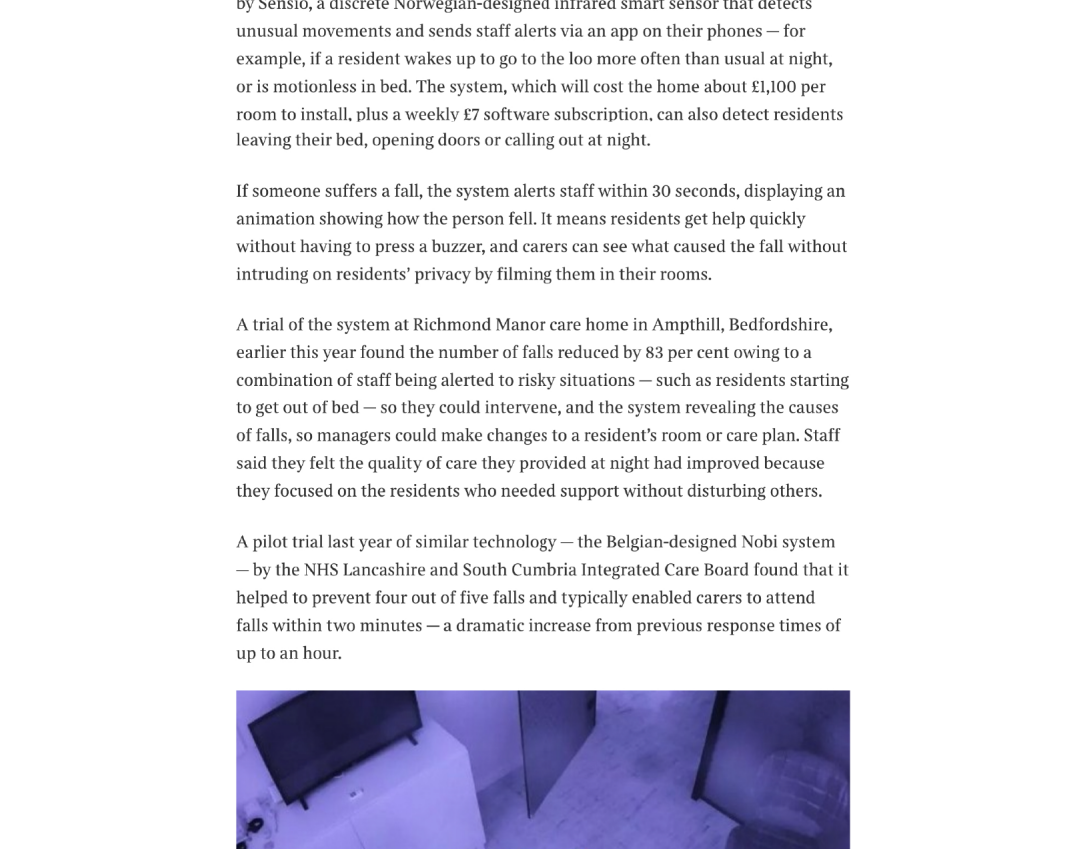 by Sensio, a discrete Norwegian-designed infrared smart sensor that detects
unusual movements and sends staff alerts via an app on their phones — for
example, if a resident wakes up to go to the loo more often than usual at night,
or is motionless in bed. The system, which will cost the home about £1,100 per
room to install, plus a weekly £7 software subscription, can also detect residents
leaving their bed, opening doors or calling out at night.
If someone suffers a fall, the system alerts staff within 30 seconds, displaying an
animation showing how the person fell. It means residents get help quickly
without having to press a buzzer, and carers can see what caused the fall without
intruding on residents’ privacy by filming them in their rooms.
A trial of the system at Richmond Manor care home in Ampthill, Bedfordshire,
earlier this year found the number of falls reduced by 83 per cent owing to a
combination of staff being alerted to risky situations — such as residents starting
to get out of bed — so they could intervene, and the system revealing the causes
of falls, so managers could make changes to a resident’s room or care plan. Staff
said they felt the quality of care they provided at night had improved because
they focused on the residents who needed support without disturbing others.
A pilot trial last year of similar technology — the Belgian-designed Nobi system
— by the NHS Lancashire and South Cumbria Integrated Care Board found that it
helped to prevent four out of five falls and typically enabled carers to attend
falls within two minutes — a dramatic increase from previous response times of
up to an hour.